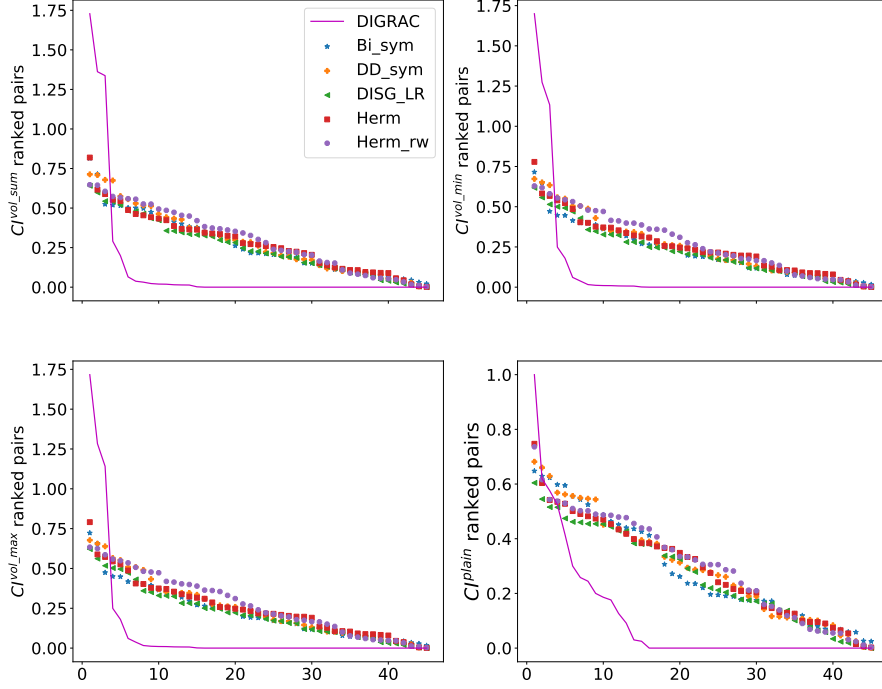 1.75
1.50
1.25
1.00
0.75
0.50
0.25
0.00
CI^vol_sum ranked pairs
DIGRAC
Bi_sym
DD_sym
DISG_LR
Herm
Herm_rw
1.75
1.50
1.25
1.00
0.75
0.50
0.25
0.00
CI^vol_min ranked pairs
1.75
1.50
1.25
1.00
0.75
0.50
0.25
0.00
CI^vol_max ranked pairs
0 10 20 30 40
1.0
0.8
0.6
0.4
0.2
0.0
CI^plain ranked pairs
0 10 20 30 40